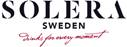 SOLERA
SWEDEN
drinks for every moment